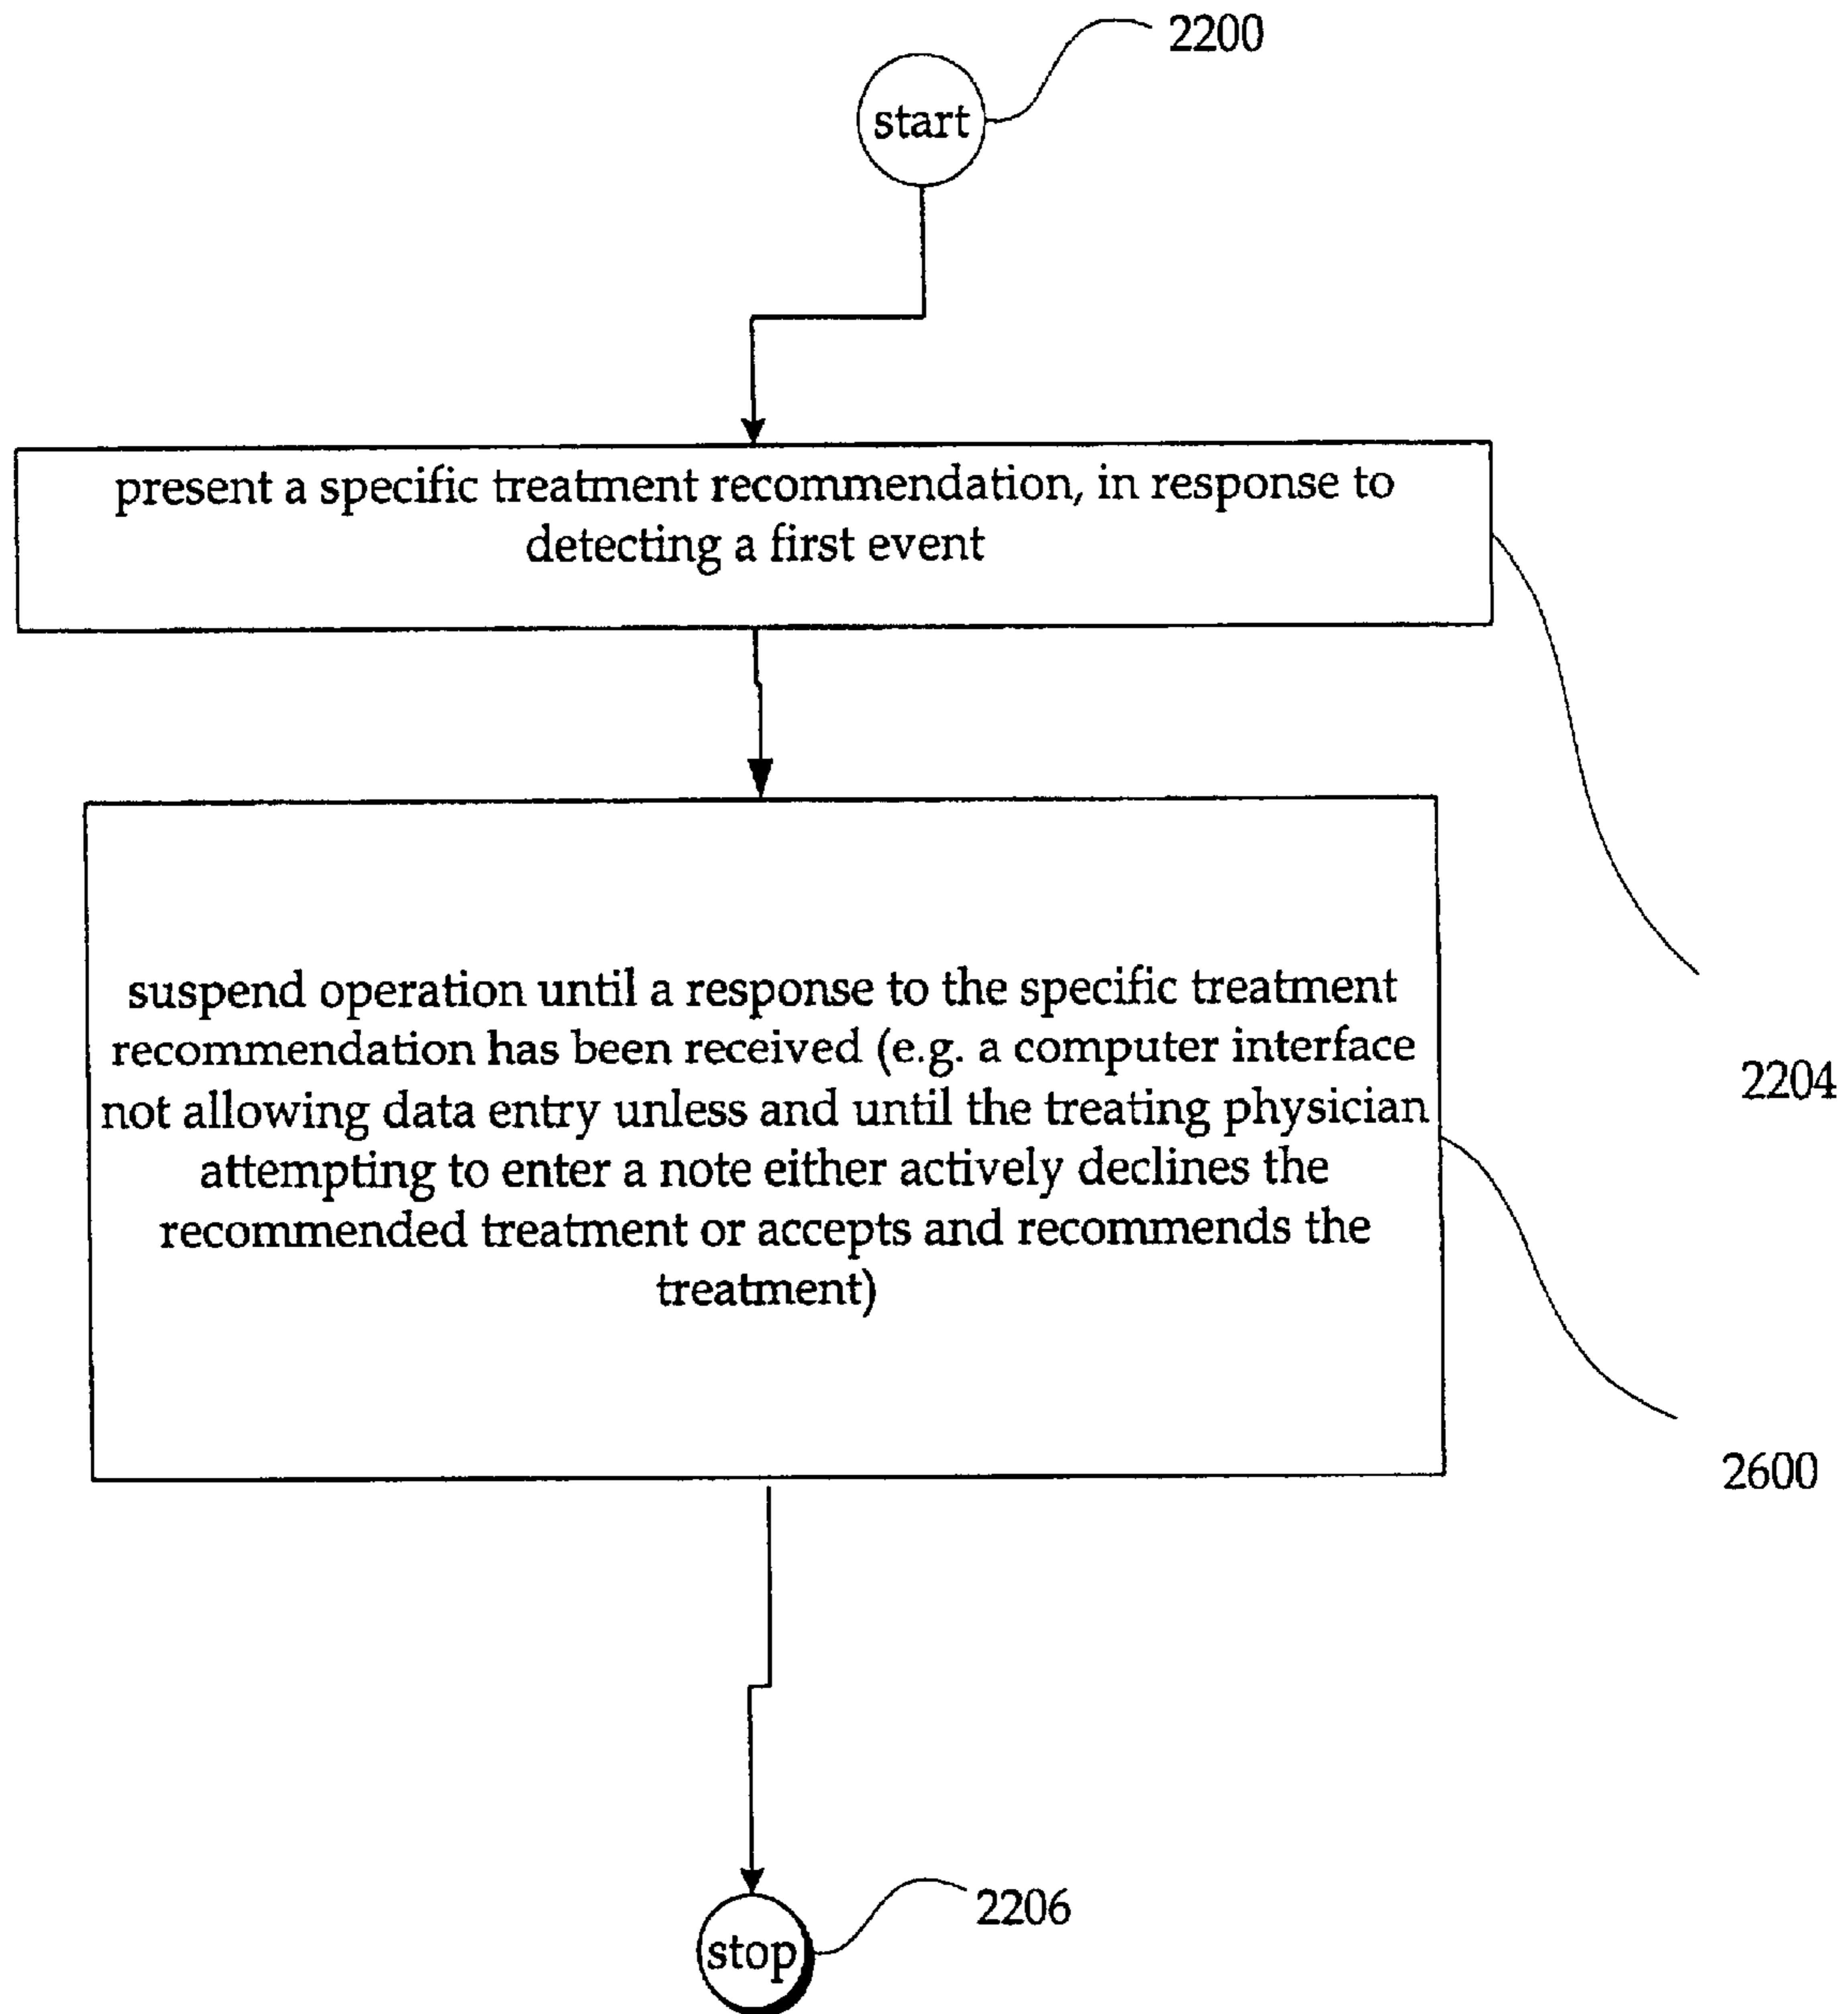 2200
start
present a specific treatment recommendation, in response to
detecting a first event
suspend operation until a response to the specific treatment
recommendation has been received (e.g. a computer interface
not allowing data entry unless and until the treating physician
attempting to enter a note either actively declines the
recommended treatment or accepts and recommends the
treatment)
2204
2600
2206
stop